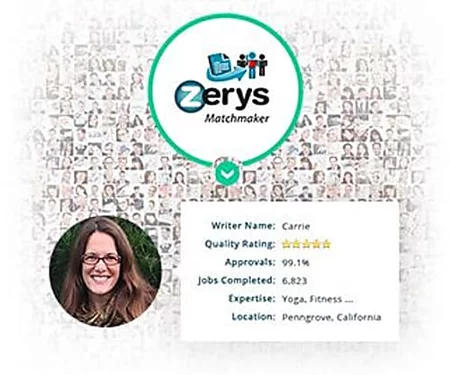 zerys
Matchmaker
Writer Name: Carrie
Quality Rating:
Approvals: 99.1%
Jobs Completed: 6,823
Expertise: Yoga, Fitness ...
Location: Penngrove, California